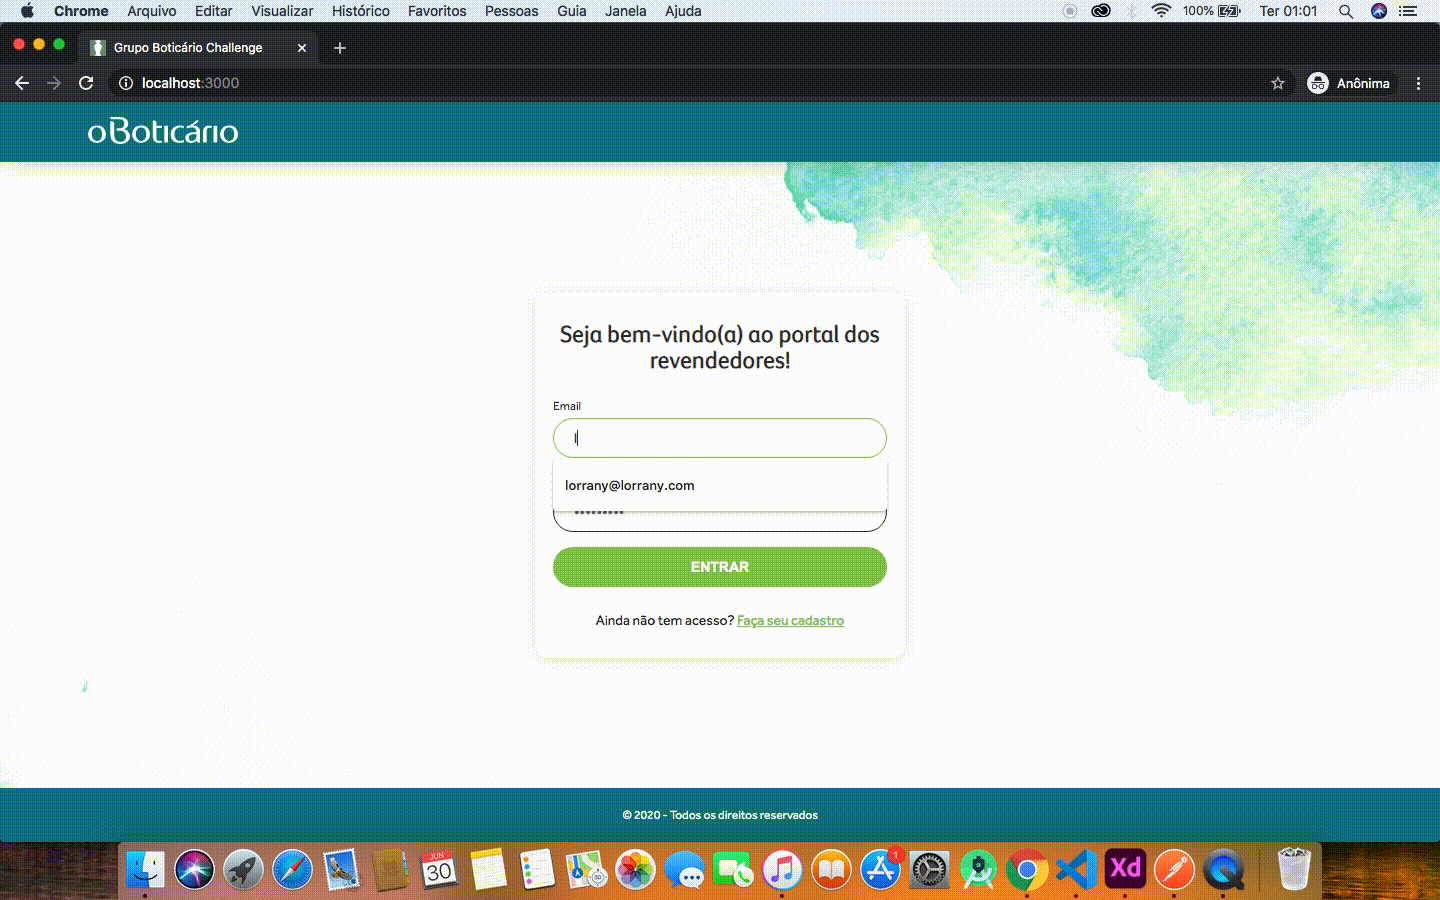 Chrome Arquivo Editar Visualizar Histórico Favoritos Pessoas Guia Janela Ajuda 100% Ter 01:01
Grupo Boticário Challenge
localhost:3000 Anônima
oBoticário
Seja bem-vindo(a) ao portal dos
revendedores!
Email
l
lorrany@lorrany.com
ENTRAR
Ainda não tem acesso? Faça seu cadastro
© 2020 - Todos os direitos reservados
JUN
30
1
Xd